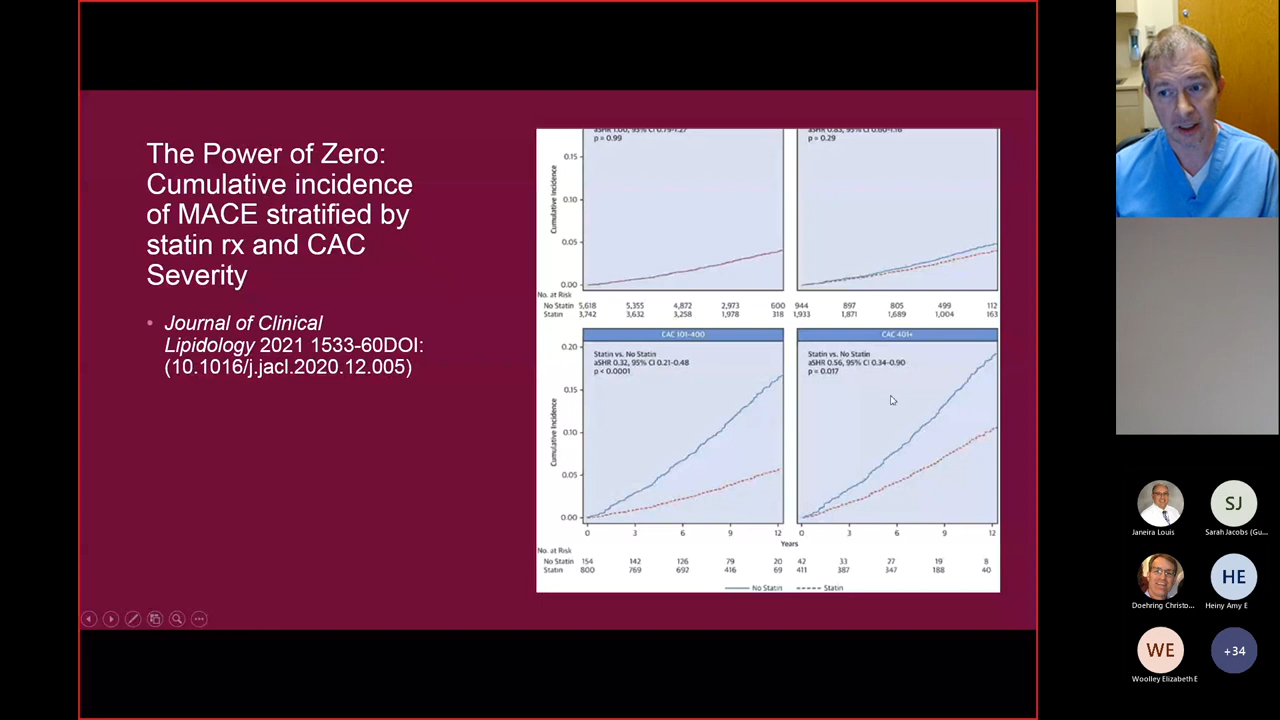 The Power of Zero:
Cumulative incidence
of MACE stratified by
statin rx and CAC
Severity
• Journal of Clinical
Lipidology 2021 1533-60DOI:
(10.1016/j.jacl.2020.12.005)
p = 0.99
p = 0.29
Cumulative Incidence
0.15
0.10
0.05
0.00
No. at Risk
No Statin 5,618 5,355 4,872 2,973 600 944 897 805 499 112
Statin 3,742 3,632 3,258 1,978 318 1,933 1,871 1,689 1,004 163
CAC 101-400
CAC 401+
Statin vs. No Statin
aSHR 0.32, 95% CI 0.21-0.48
p < 0.0001
Statin vs. No Statin
aSHR 0.56, 95% CI 0.34-0.90
p = 0.017
Cumulative Incidence
0.20
0.15
0.10
0.05
0.00
0 3 6 9 12 0 3 6 9 12
Years
No. at Risk
No Statin 154 142 126 79 20 42 33 27 19 8
Statin 800 769 692 416 69 411 387 347 188 40
No Statin Statin
SJ
Janeira Louis
Sarah Jacobs (Gu...
HE
Doehring Christo...
Heiny Amy E
WE
+34
Woolley Elizabeth E